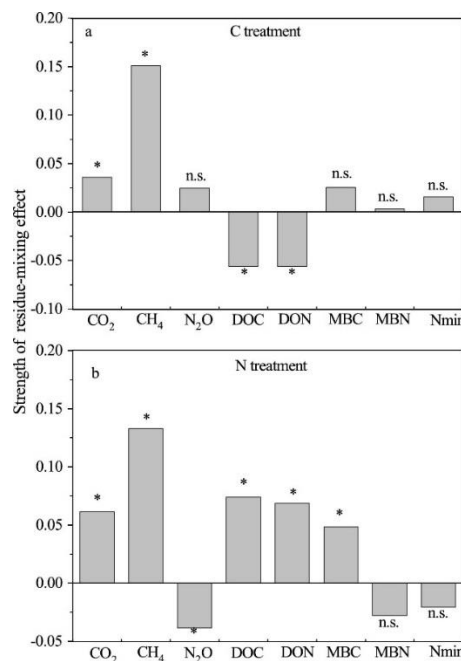 Strength of residue-mixing effect
a
C treatment
0.20
0.15
0.10
0.05
0.00
-0.05
-0.10
*
*
n.s.
*
*
n.s.
n.s.
n.s.
CO₂ CH₄ N₂O DOC DON MBC MBN Nmin
b
N treatment
0.20
0.15
0.10
0.05
0.00
-0.05
*
*
*
*
*
*
n.s.
n.s.
CO₂ CH₄ N₂O DOC DON MBC MBN Nmin